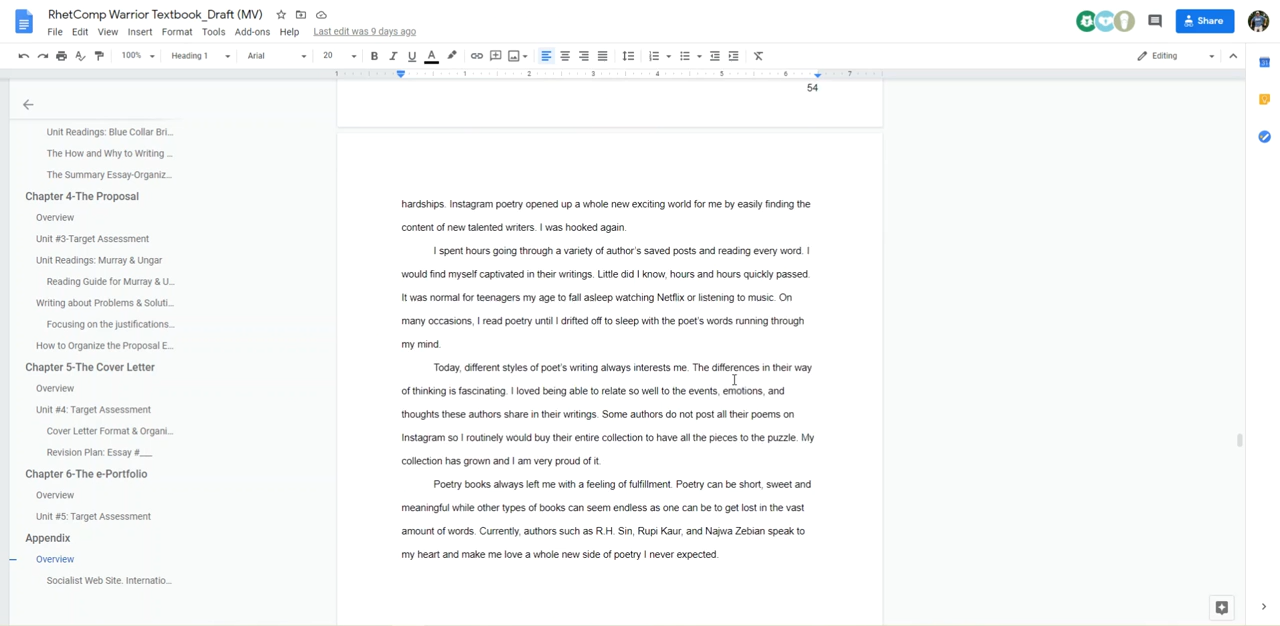 RhetComp Warrior Textbook_Draft (MV)
File Edit View Insert Format Tools Add-ons Help Last edit was 9 days ago
Share
100% Heading 1 Arial 20 B I U A Editing
1 1 2 3 4 5 6 7
54
Unit Readings: Blue Collar Bri...
The How and Why to Writing ...
The Summary Essay-Organiz...
Chapter 4-The Proposal
Overview
Unit #3-Target Assessment
Unit Readings: Murray & Ungar
Reading Guide for Murray & U...
Writing about Problems & Soluti...
Focusing on the justifications...
How to Organize the Proposal E...
Chapter 5-The Cover Letter
Overview
Unit #4: Target Assessment
Cover Letter Format & Organi...
Revision Plan: Essay #___
Chapter 6-The e-Portfolio
Overview
Unit #5: Target Assessment
Appendix
Overview
Socialist Web Site. Internatio...
hardships. Instagram poetry opened up a whole new exciting world for me by easily finding the
content of new talented writers. I was hooked again.
I spent hours going through a variety of author's saved posts and reading every word. I
would find myself captivated in their writings. Little did I know, hours and hours quickly passed.
It was normal for teenagers my age to fall asleep watching Netflix or listening to music. On
many occasions, I read poetry until I drifted off to sleep with the poet's words running through
my mind.
Today, different styles of poet's writing always interests me. The differences in their way
of thinking is fascinating. I loved being able to relate so well to the events, emotions, and
thoughts these authors share in their writings. Some authors do not post all their poems on
Instagram so I routinely would buy their entire collection to have all the pieces to the puzzle. My
collection has grown and I am very proud of it.
Poetry books always left me with a feeling of fulfillment. Poetry can be short, sweet and
meaningful while other types of books can seem endless as one can be to get lost in the vast
amount of words. Currently, authors such as R.H. Sin, Rupi Kaur, and Najwa Zebian speak to
my heart and make me love a whole new side of poetry I never expected.